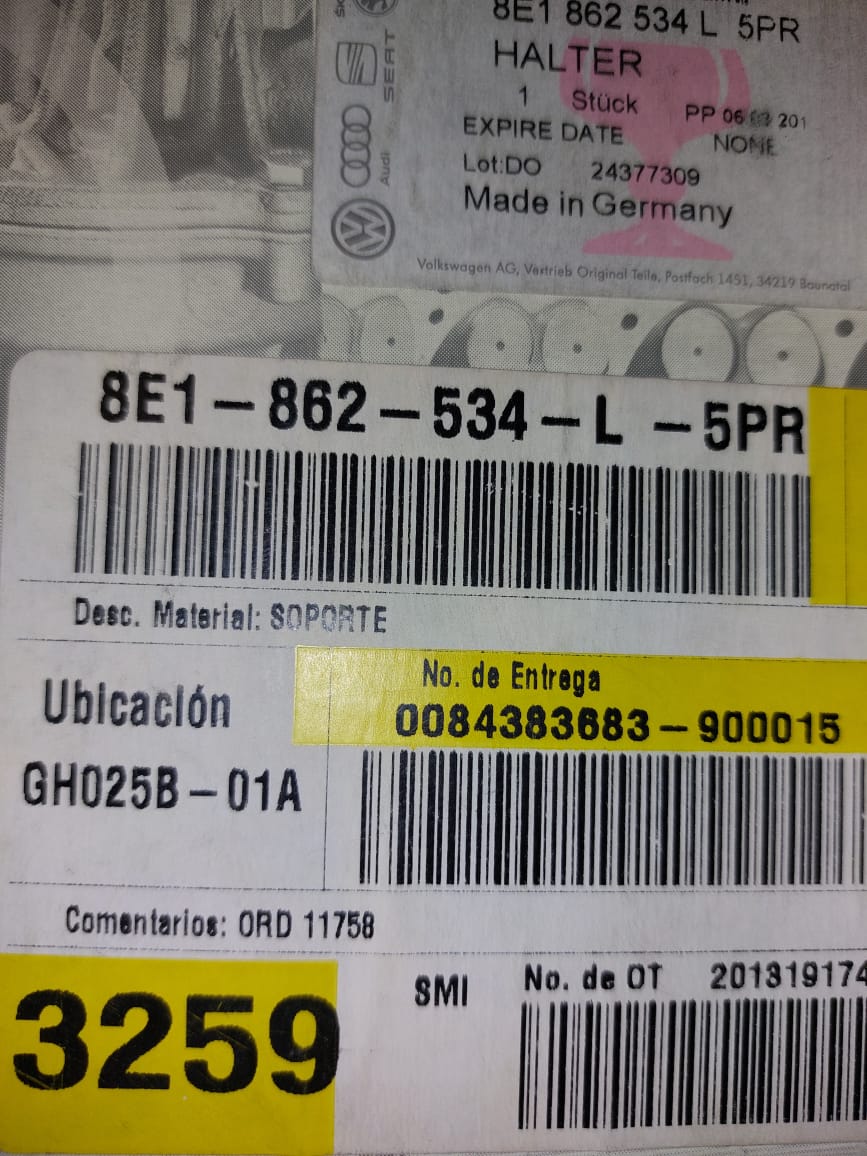 8E1 862 534 L 5PR
HALTER
1 Stück PP 06 201
EXPIRE DATE NONE
Lot:DO 24377309
Made in Germany
Volkswagen AG, Vertrieb Original Teile, Postfach 1451, 34219 Baunatal
SEAT
Audi
8E1-862-534-L -5PR
Desc. Material: SOPORTE
No. de Entrega
Ubicación
0084383683-900015
GH025B-01A
Comentarios: ORD 11758
SMI No. de OT 201319174
3259